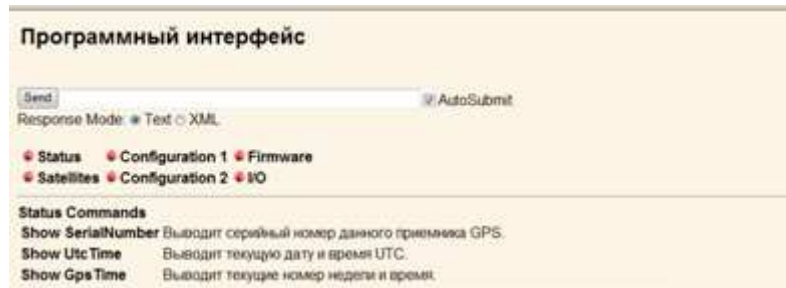 Программный интерфейс
Send AutoSubmit
Response Mode: Text XML
Status Configuration 1 Firmware
Satellites Configuration 2 I/O
Status Commands
Show SerialNumber Выводит серийный номер данного приемника GPS.
Show UtcTime Выводит текущую дату и время UTC.
Show GpsTime Выводит текущие номер недели и время.